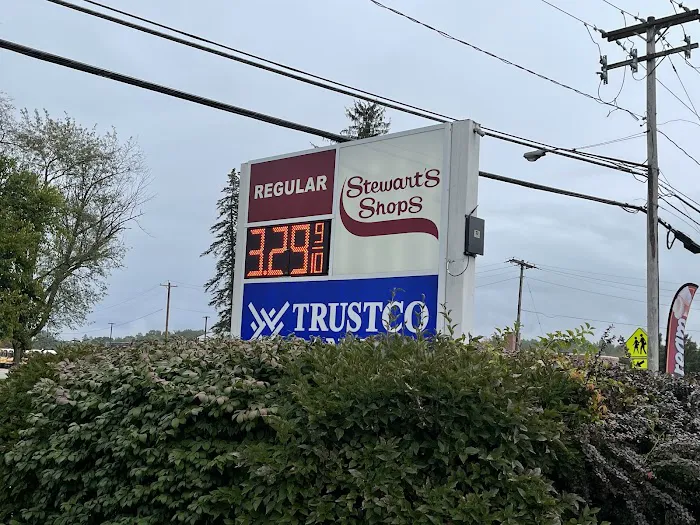 REGULAR
Stewart's
Shops
3.29 9/10
TRUSTCO